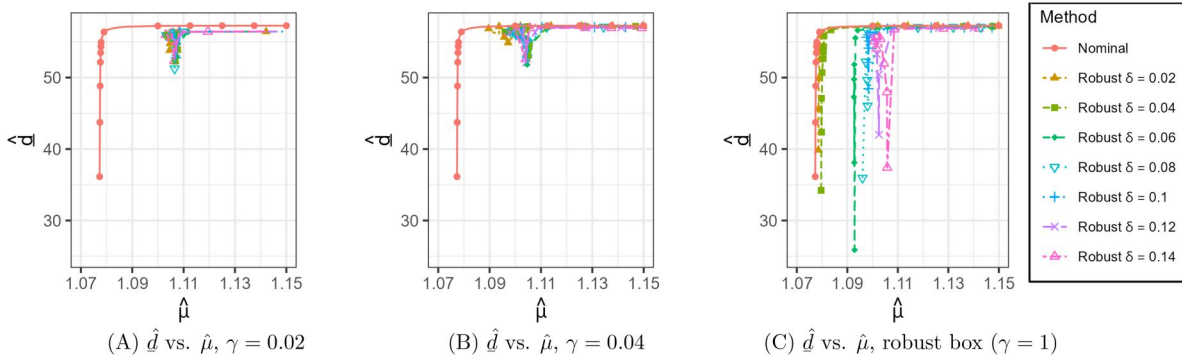 Method
Nominal
Robust δ = 0.02
Robust δ = 0.04
Robust δ = 0.06
Robust δ = 0.08
Robust δ = 0.1
Robust δ = 0.12
Robust δ = 0.14
50
40
30
d̲̂
1.07
1.09
1.11
1.13
1.15
μ̂
(A) d̲̂ vs. μ̂, γ = 0.02
50
40
30
d̲̂
1.07
1.09
1.11
1.13
1.15
μ̂
(B) d̲̂ vs. μ̂, γ = 0.04
50
40
30
d̲̂
1.07
1.09
1.11
1.13
1.15
μ̂
(C) d̲̂ vs. μ̂, robust box (γ = 1)